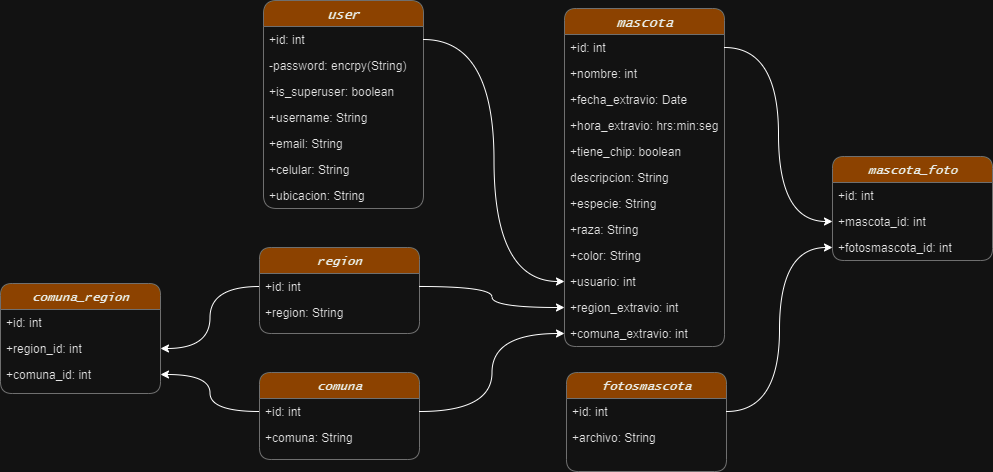 user
+id: int
-password: encrpy(String)
+is_superuser: boolean
+username: String
+email: String
+celular: String
+ubicacion: String
mascota
+id: int
+nombre: int
+fecha_extravio: Date
+hora_extravio: hrs:min:seg
+tiene_chip: boolean
descripcion: String
+especie: String
+raza: String
+color: String
+usuario: int
+region_extravio: int
+comuna_extravio: int
mascota_foto
+id: int
+mascota_id: int
+fotosmascota_id: int
region
+id: int
+region: String
comuna_region
+id: int
+region_id: int
+comuna_id: int
comuna
+id: int
+comuna: String
fotosmascota
+id: int
+archivo: String